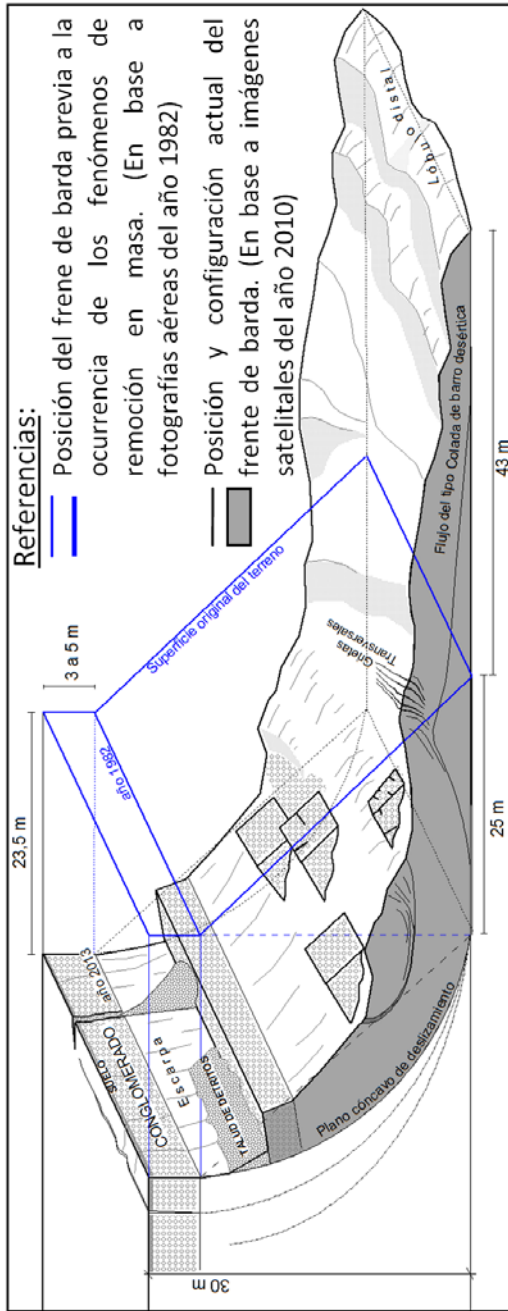 Referencias:
Posición del frene de barda previa a la
ocurrencia de los fenómenos de
remoción en masa. (En base a
fotografías aéreas del año 1982)
Posición y configuración actual del
frente de barda. (En base a imágenes
satelitales del año 2010)
23,5 m
3 a 5 m
año 1982
Superficie original del terreno
año 2013
SUELO
CONGLOMERADO
Escarpa
TALUD DE DETRITOS
Grietas
Transversales
Lóbulo distal
Flujo del tipo Colada de barro desértica
Plano cóncavo de deslizamiento
30 m
25 m
43 m